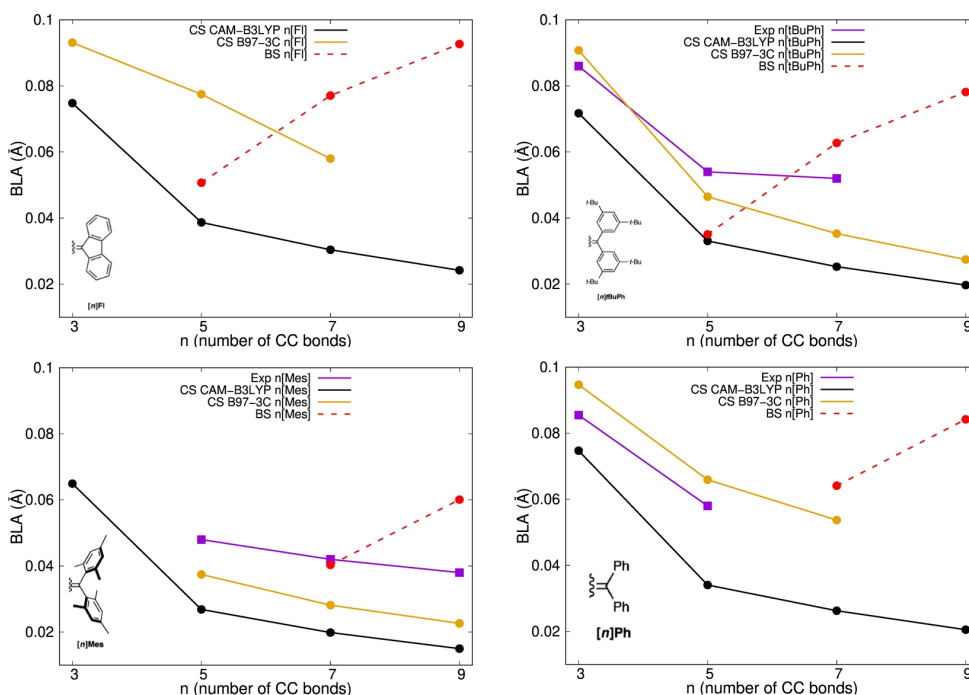 CS CAM-B3LYP n[Fl]
CS B97-3C n[Fl]
BS n[Fl]
BLA (Å)
0.1
0.08
0.06
0.04
0.02
3 5 7 9
n (number of CC bonds)
[n]Fl
Exp n[tBuPh]
CS CAM-B3LYP n[tBuPh]
CS B97-3C n[tBuPh]
BS n[tBuPh]
BLA (Å)
0.1
0.08
0.06
0.04
0.02
3 5 7 9
n (number of CC bonds)
t-Bu
t-Bu
t-Bu
t-Bu
[n]tBuPh
Exp n[Mes]
CS CAM-B3LYP n[Mes]
CS B97-3C n[Mes]
BS n[Mes]
BLA (Å)
0.1
0.08
0.06
0.04
0.02
3 5 7 9
n (number of CC bonds)
[n]Mes
Exp n[Ph]
CS CAM-B3LYP n[Ph]
CS B97-3C n[Ph]
BS n[Ph]
BLA (Å)
0.1
0.08
0.06
0.04
0.02
3 5 7 9
n (number of CC bonds)
Ph
Ph
[n]Ph